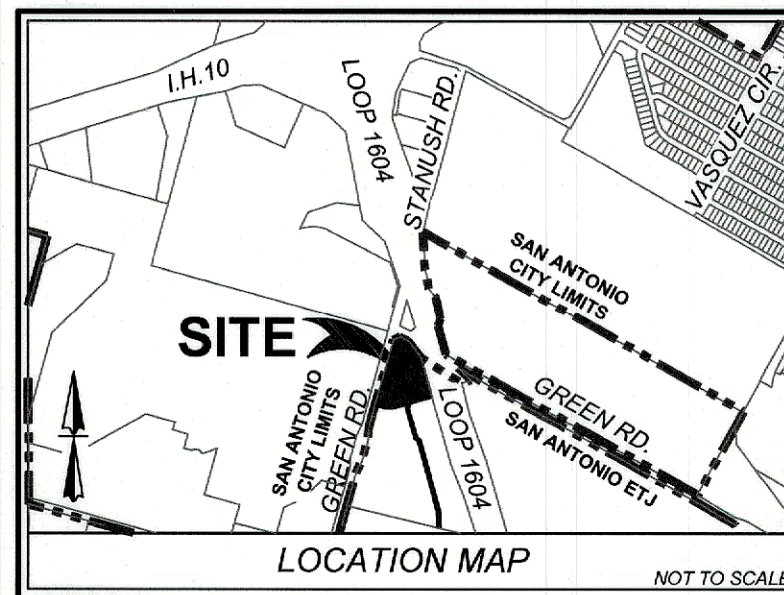 I.H.10
LOOP 1604
STANUSH RD.
VASQUEZ CIR.
SAN ANTONIO
CITY LIMITS
SITE
SAN ANTONIO
CITY LIMITS
GREEN RD.
LOOP 1604
GREEN RD.
SAN ANTONIO ETJ
LOCATION MAP
NOT TO SCALE